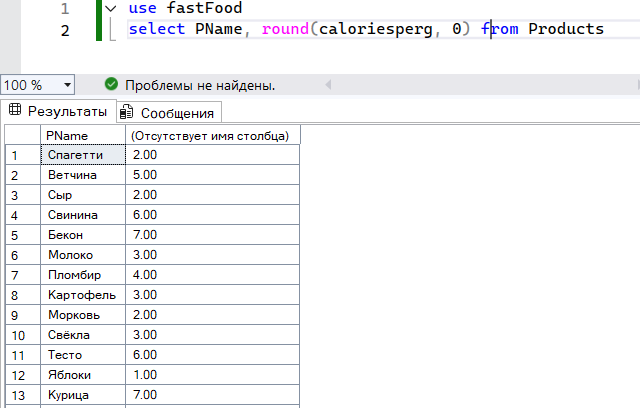 1 use fastFood
2 select PName, round(caloriesperg, 0) from Products
100 % Проблемы не найдены.
Результаты Сообщения
PName (Отсутствует имя столбца)
1 Спагетти 2.00
2 Ветчина 5.00
3 Сыр 2.00
4 Свинина 6.00
5 Бекон 7.00
6 Молоко 3.00
7 Пломбир 4.00
8 Картофель 3.00
9 Морковь 2.00
10 Свёкла 3.00
11 Тесто 6.00
12 Яблоки 1.00
13 Курица 7.00